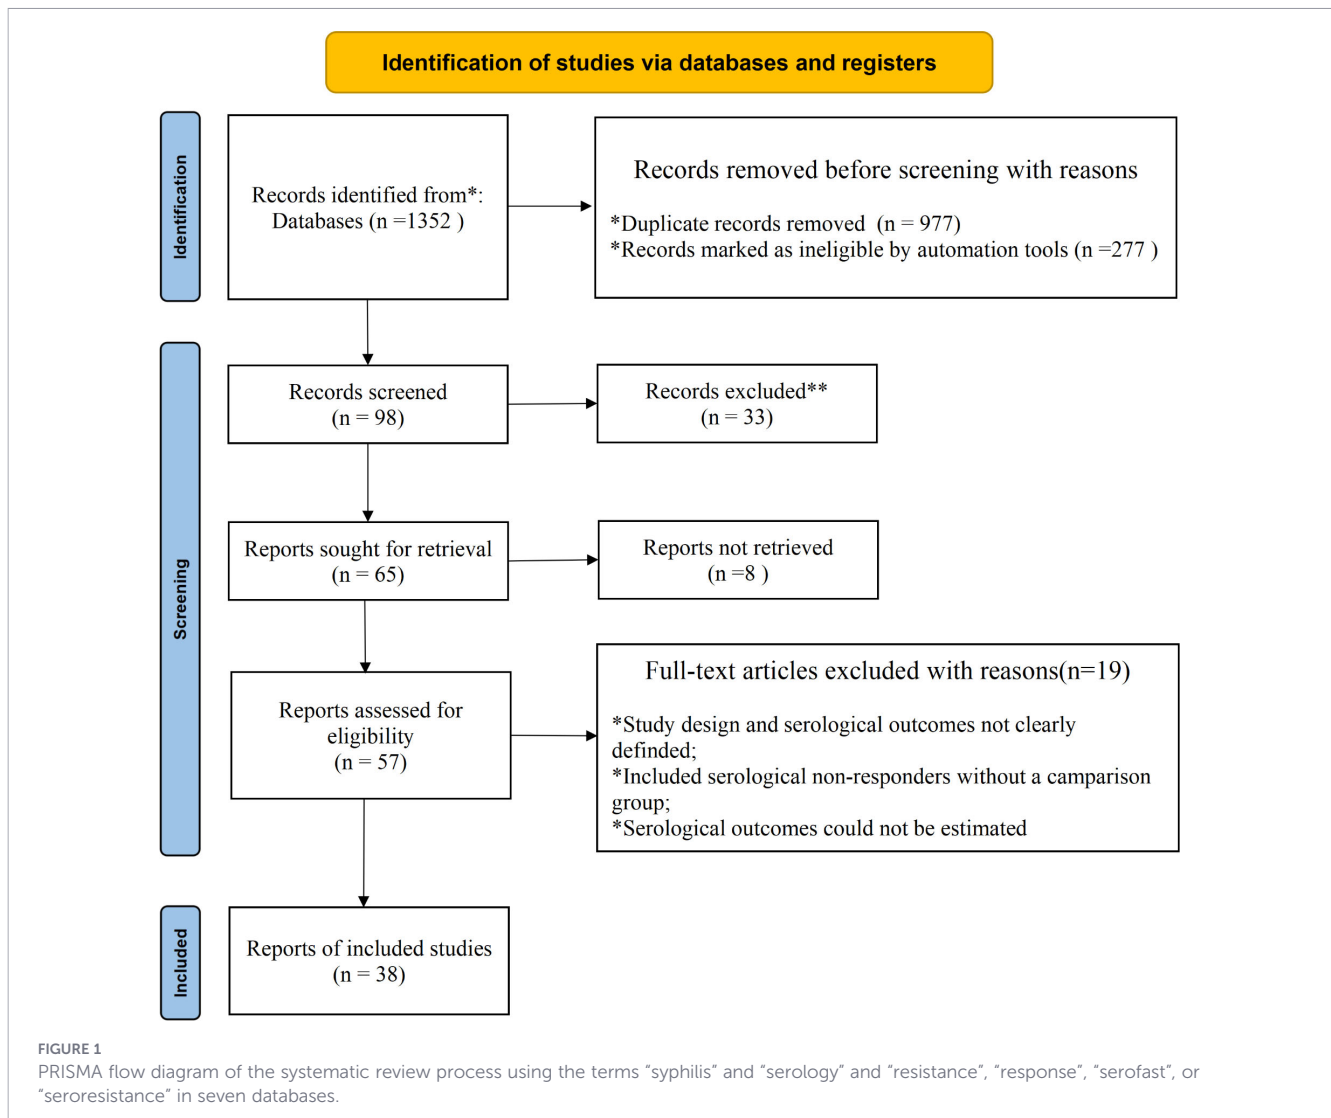 Identification of studies via databases and registers
Identification
Records identified from*:
Databases (n =1352 )
Records removed before screening with reasons
*Duplicate records removed  (n = 977)
*Records marked as ineligible by automation tools (n =277 )
Screening
Records screened
(n = 98)
Records excluded**
(n = 33)
Reports sought for retrieval
(n = 65)
Reports not retrieved
(n =8 )
Reports assessed for
eligibility
(n = 57)
Full-text articles excluded with reasons(n=19)
*Study design and serological outcomes not clearly
definded;
*Included serological non-responders without a camparison
group;
*Serological outcomes could not be estimated
Included
Reports of included studies
(n = 38)
FIGURE 1
PRISMA flow diagram of the systematic review process using the terms “syphilis” and “serology” and “resistance”, “response”, “serofast”, or
“seroresistance” in seven databases.